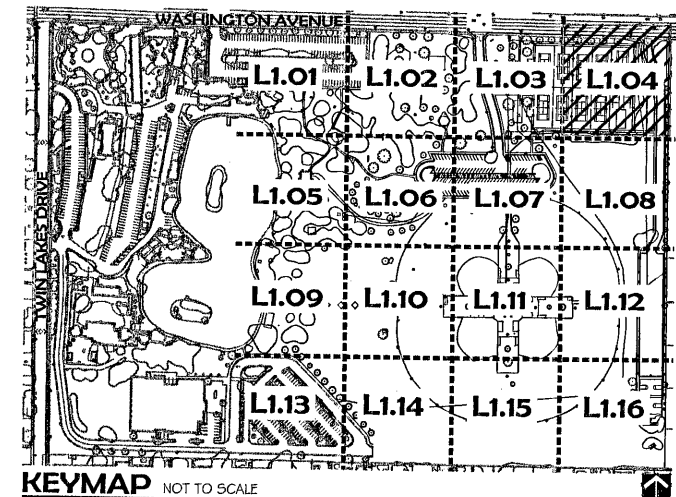 WASHINGTON AVENUE
L1.01 L1.02 L1.03 L1.04
TWIN LAKES DRIVE
L1.05 L1.06 L1.07 L1.08
L1.09 L1.10 L1.11 L1.12
L1.13 L1.14 L1.15 L1.16
KEYMAP NOT TO SCALE